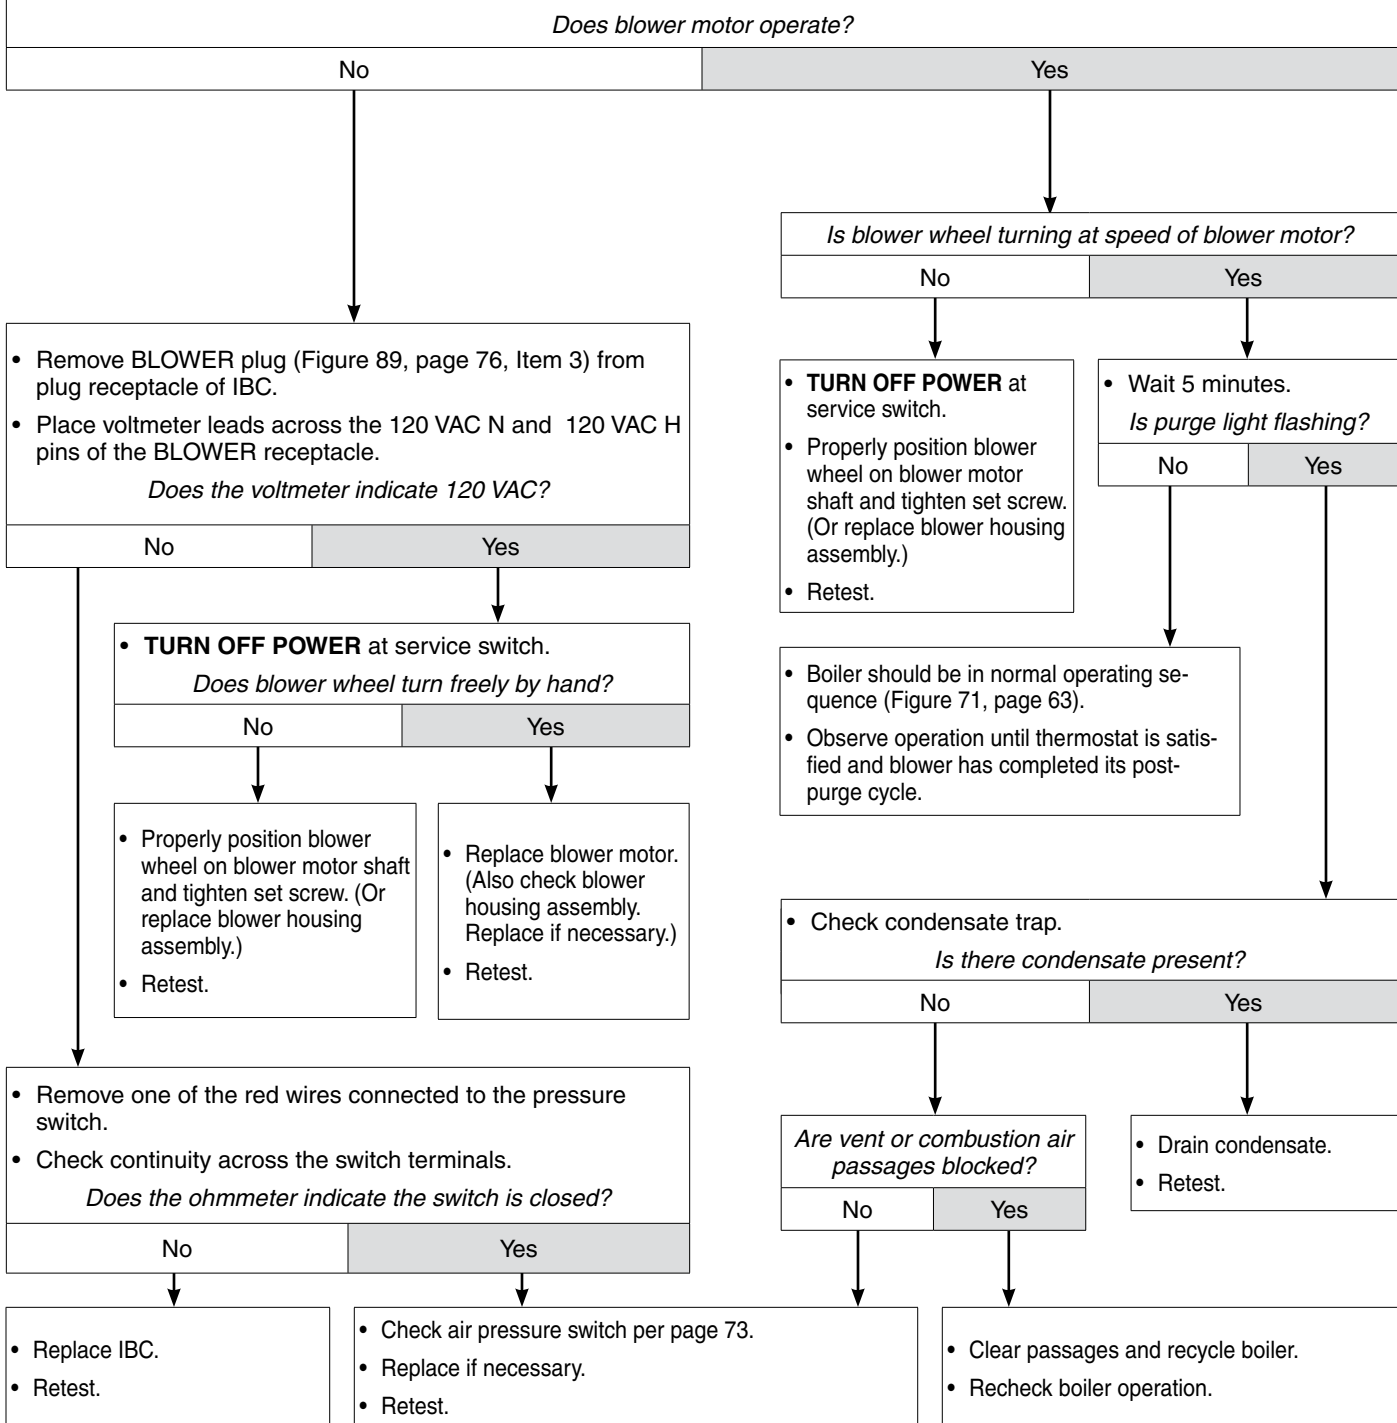 Does blower motor operate?
No
Yes
Is blower wheel turning at speed of blower motor?
No
Yes
• Remove BLOWER plug (Figure 89, page 76, Item 3) from
plug receptacle of IBC.
• Place voltmeter leads across the 120 VAC N and 120 VAC H
pins of the BLOWER receptacle.
Does the voltmeter indicate 120 VAC?
No
Yes
• TURN OFF POWER at
service switch.
• Properly position blower
wheel on blower motor
shaft and tighten set screw.
(Or replace blower housing
assembly.)
• Retest.
• Wait 5 minutes.
Is purge light flashing?
No
Yes
• TURN OFF POWER at service switch.
Does blower wheel turn freely by hand?
No
Yes
• Boiler should be in normal operating se-
quence (Figure 71, page 63).
• Observe operation until thermostat is satis-
fied and blower has completed its post-
purge cycle.
• Properly position blower
wheel on blower motor shaft
and tighten set screw. (Or
replace blower housing
assembly.)
• Retest.
• Replace blower motor.
(Also check blower
housing assembly.
Replace if necessary.)
• Retest.
• Check condensate trap.
Is there condensate present?
No
Yes
• Remove one of the red wires connected to the pressure
switch.
• Check continuity across the switch terminals.
Does the ohmmeter indicate the switch is closed?
No
Yes
Are vent or combustion air
passages blocked?
No
Yes
• Drain condensate.
• Retest.
• Replace IBC.
• Retest.
• Check air pressure switch per page 73.
• Replace if necessary.
• Retest.
• Clear passages and recycle boiler.
• Recheck boiler operation.